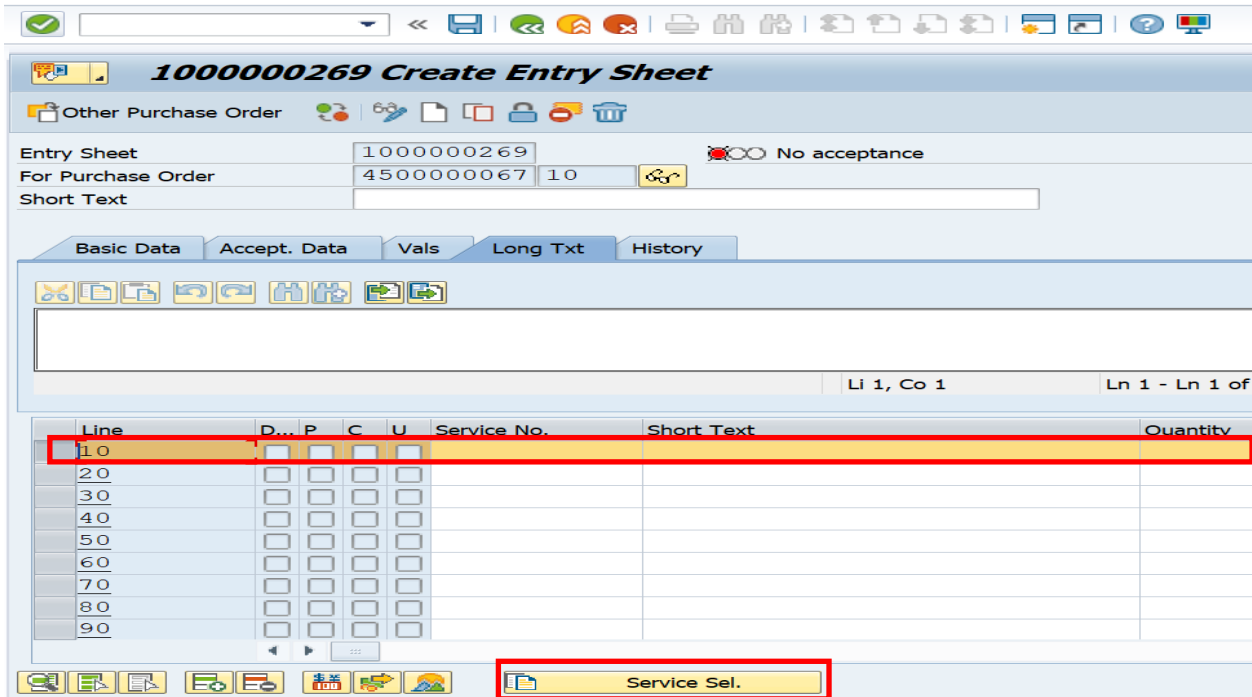 1000000269 Create Entry Sheet
Other Purchase Order
Entry Sheet 1000000269 No acceptance
For Purchase Order 4500000067 10
Short Text
Basic Data Accept. Data Vals Long Txt History
Li 1, Co 1 Ln 1 - Ln 1 of
Line D... P C U Service No. Short Text Quantity
10
20
30
40
50
60
70
80
90
Service Sel.